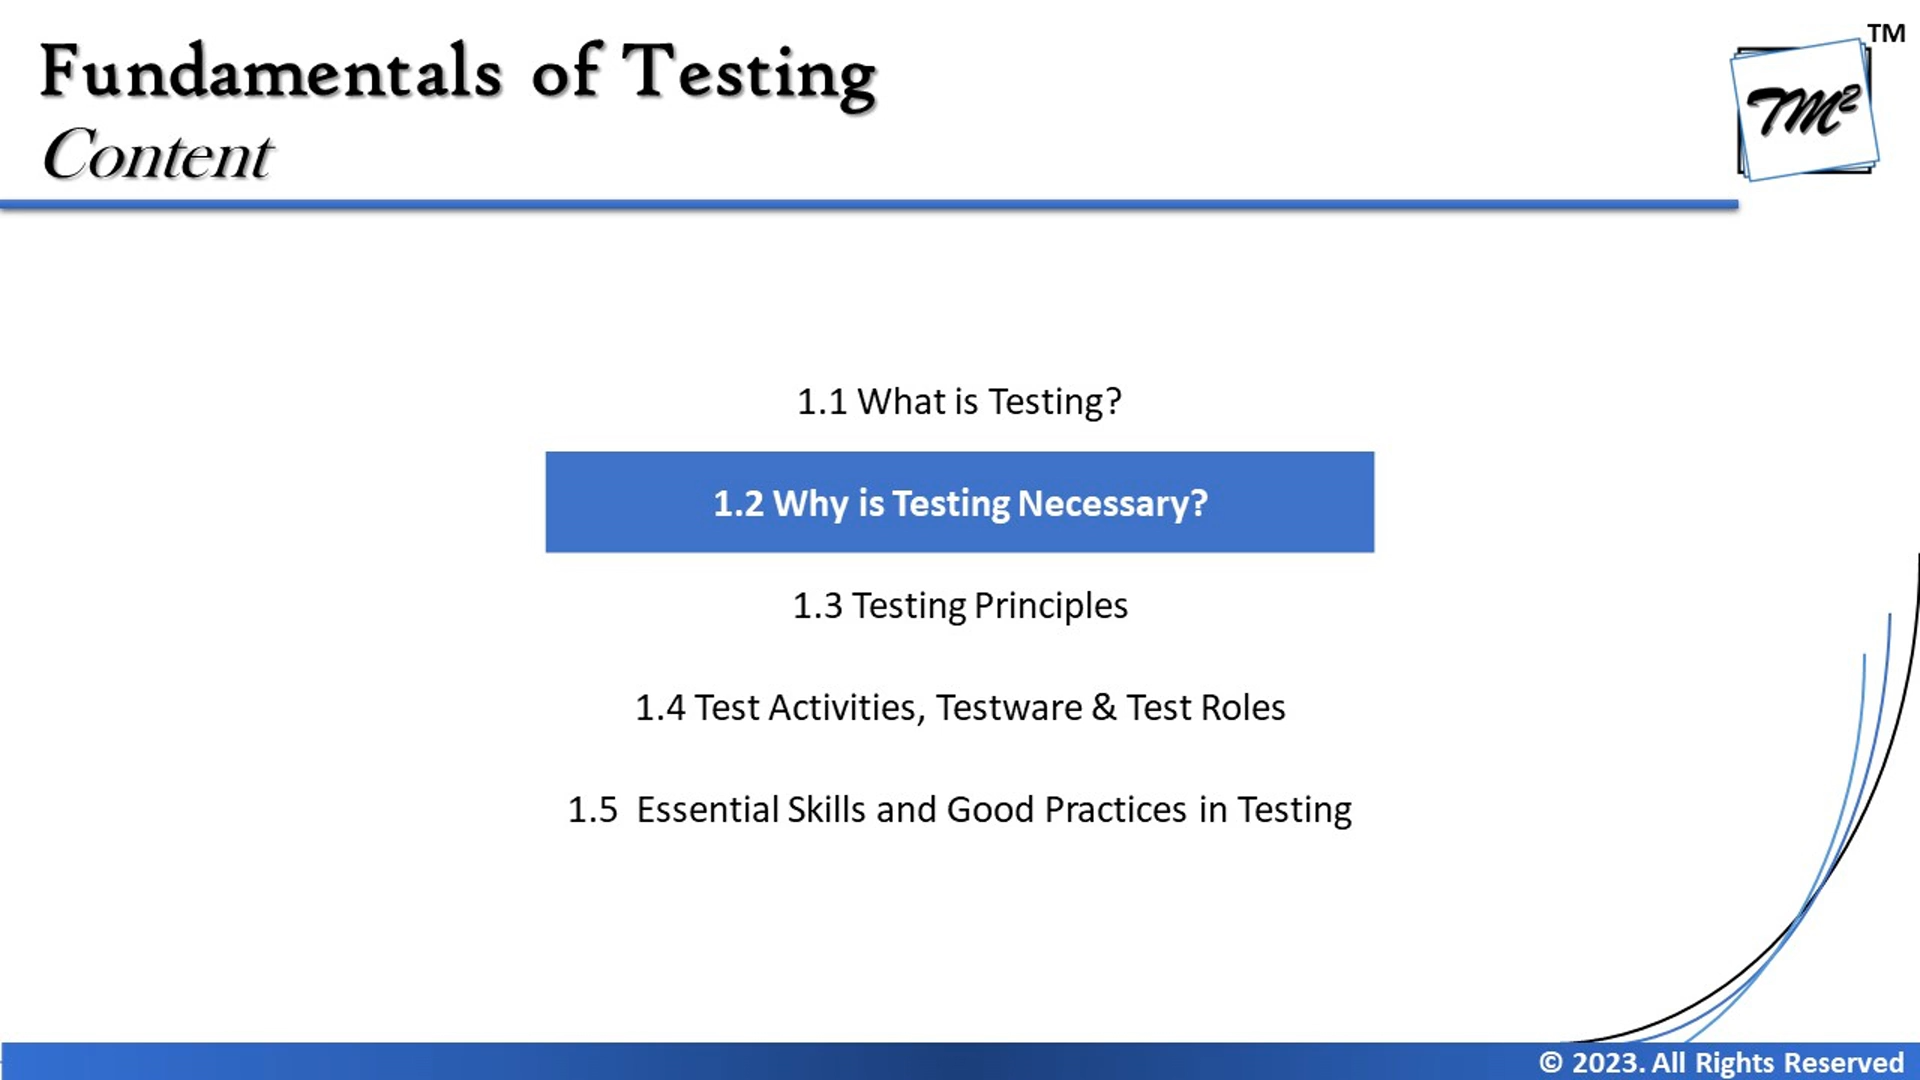 Fundamentals of Testing
TM
Content
TM²
1.1 What is Testing?
1.2 Why is Testing Necessary?
1.3 Testing Principles
1.4 Test Activities, Testware & Test Roles
1.5 Essential Skills and Good Practices in Testing
© 2023. All Rights Reserved